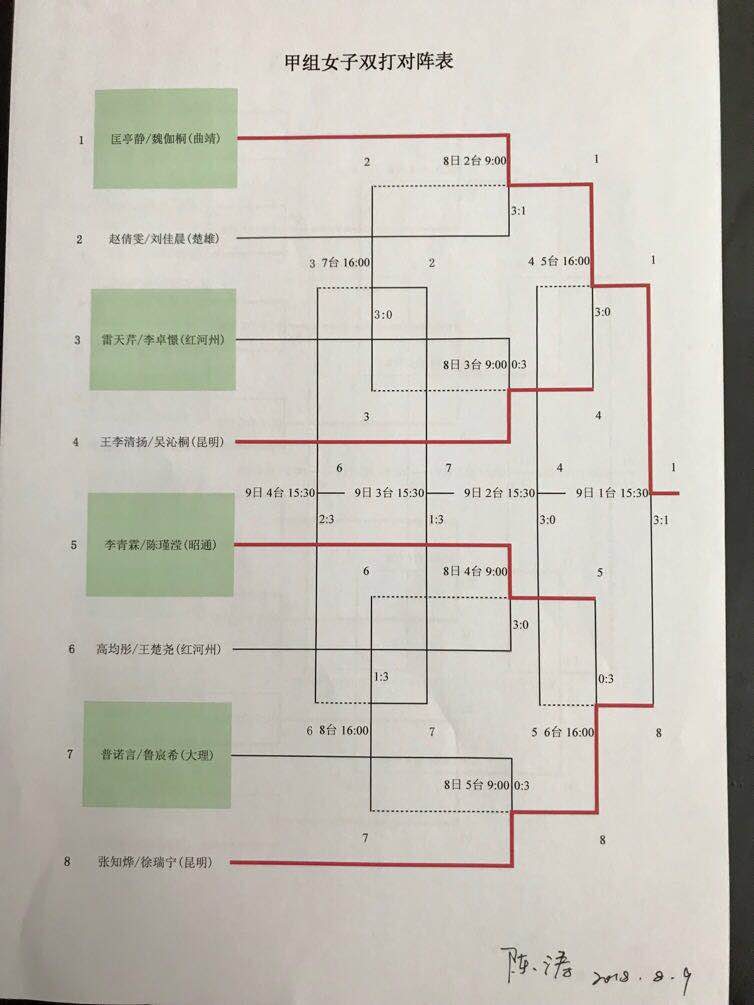 甲组女子双打对阵表
1 匡亭静/魏伽桐(曲靖)
2 8日 2台 9:00 1
3:1
2 赵倩雯/刘佳晨(楚雄)
3 7台 16:00 2 4 5台 16:00 1
3:0 3:0
3 雷天芹/李卓憬(红河州)
8日 3台 9:00 0:3
3 4
4 王李清扬/吴沁桐(昆明)
6 7 4 1
9日 4台 15:30 9日 3台 15:30 9日 2台 15:30 9日 1台 15:30
2:3 1:3 3:0 3:1
5 李青霖/陈瑾滢(昭通)
6 8日 4台 9:00 5
3:0
6 高均彤/王楚尧(红河州)
1:3 0:3
6 8台 16:00 7 5 6台 16:00 8
7 普诺言/鲁宸希(大理)
8日 5台 9:00 0:3
7 8
8 张知烨/徐瑞宁(昆明)
陈涛 2018.8.9